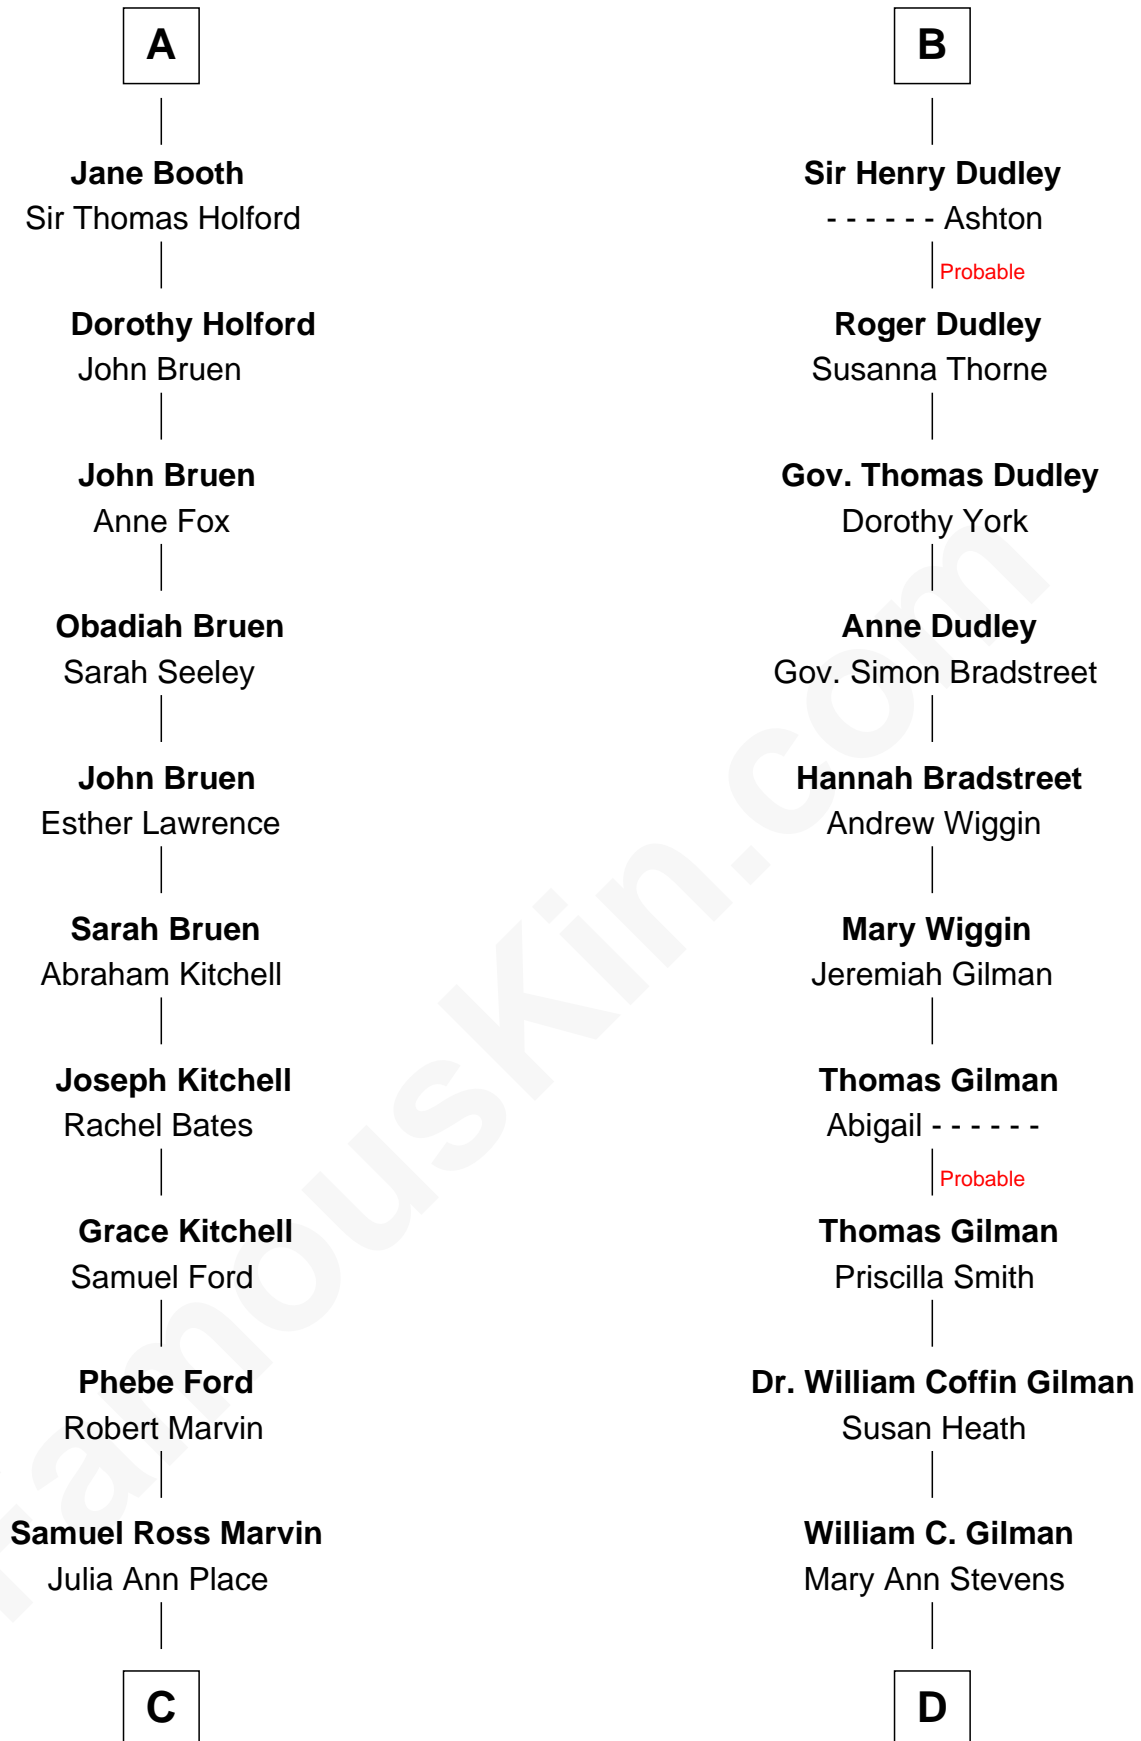 A
Jane Booth
Sir Thomas Holford
Dorothy Holford
John Bruen
John Bruen
Anne Fox
Obadiah Bruen
Sarah Seeley
John Bruen
Esther Lawrence
Sarah Bruen
Abraham Kitchell
Joseph Kitchell
Rachel Bates
Grace Kitchell
Samuel Ford
Phebe Ford
Robert Marvin
Samuel Ross Marvin
Julia Ann Place
C
B
Sir Henry Dudley
- - - - - - Ashton
Probable
Roger Dudley
Susanna Thorne
Gov. Thomas Dudley
Dorothy York
Anne Dudley
Gov. Simon Bradstreet
Hannah Bradstreet
Andrew Wiggin
Mary Wiggin
Jeremiah Gilman
Thomas Gilman
Abigail - - - - - -
Probable
Thomas Gilman
Priscilla Smith
Dr. William Coffin Gilman
Susan Heath
William C. Gilman
Mary Ann Stevens
D
FamousKin.com